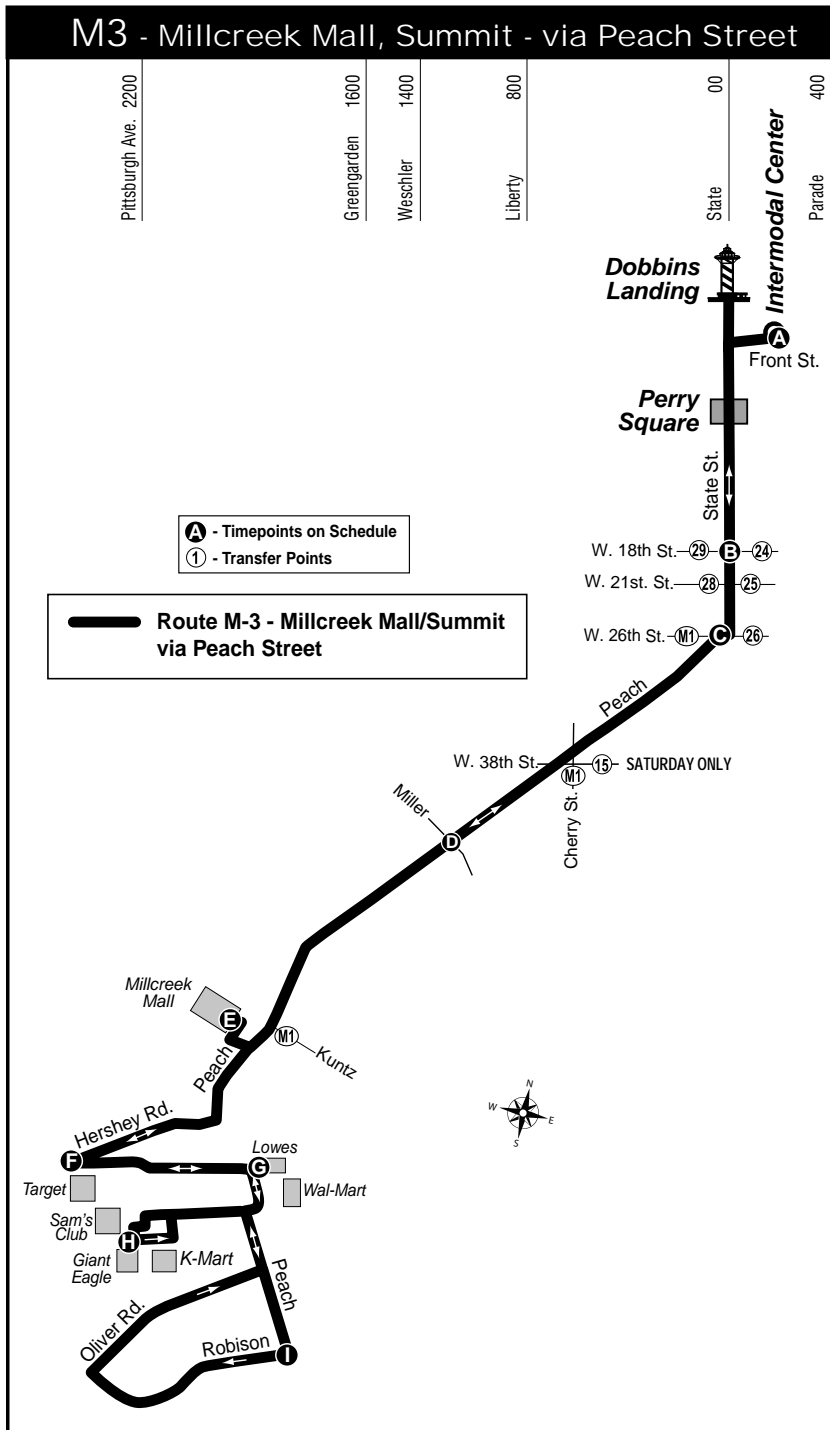 M3 - Millcreek Mall, Summit - via Peach Street
Pittsburgh Ave. 2200
Greengarden 1600
Weschler 1400
Liberty 800
State 00
Parade 400
Intermodal Center
Dobbins
Landing
A
Front St.
Perry
Square
State St.
A - Timepoints on Schedule
1 - Transfer Points
W. 18th St. 29 B 24
W. 21st. St. 28 25
Route M-3 - Millcreek Mall/Summit
via Peach Street
W. 26th St. M1 C 26
Peach
W. 38th St. M1 15 SATURDAY ONLY
Cherry St.
Miller
D
Millcreek
Mall
E
M1
Kuntz
Peach
N
W
E
S
Hershey Rd.
F
Lowes
G
Target
Wal-Mart
Sam's
Club
H
Giant
Eagle
K-Mart
Peach
Oliver Rd.
Robison
I